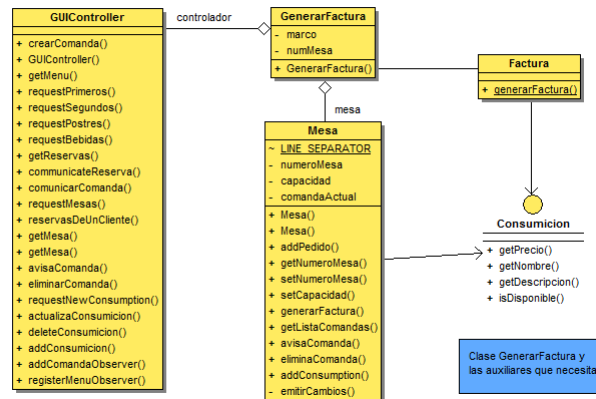 GUIController
+ crearComanda()
+ GUIController()
+ getMenu()
+ requestPrimeros()
+ requestSegundos()
+ requestPostres()
+ requestBebidas()
+ getReservas()
+ communicateReserva()
+ comunicarComanda()
+ requestMesas()
+ reservasDeUnCliente()
+ getMesa()
+ getMesa()
+ avisaComanda()
+ eliminarComanda()
+ requestNewConsumption()
+ actualizaConsumicion()
+ deleteConsumicion()
+ addConsumicion()
+ addComandaObserver()
+ registerMenuObserver()
controlador
GenerarFactura
- marco
- numMesa
+ GenerarFactura()
mesa
Mesa
~ LINE_SEPARATOR
- numeroMesa
- capacidad
- comandaActual
+ Mesa()
+ Mesa()
+ addPedido()
+ getNumeroMesa()
+ setNumeroMesa()
+ setCapacidad()
+ generarFactura()
+ getListaComandas()
+ avisaComanda()
+ eliminaComanda()
+ addConsumption()
- emitirCambios()
Factura
+ generarFactura()
Consumicion
+ getPrecio()
+ getNombre()
+ getDescripcion()
+ isDisponible()
Clase GenerarFactura y
las auxiliares que necesita